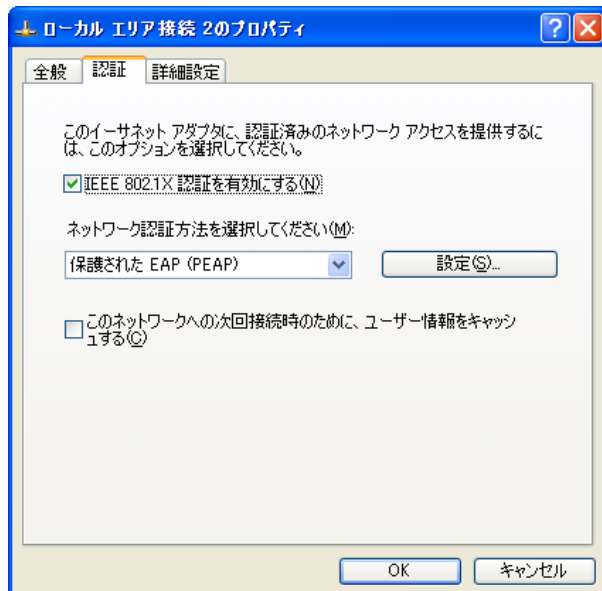 ローカル エリア接続 2のプロパティ
全般 認証 詳細設定
このイーサネット アダプタに、認証済みのネットワーク アクセスを提供するに
は、このオプションを選択してください。
IEEE 802.1X 認証を有効にする(N)
ネットワーク認証方法を選択してください(M):
保護された EAP (PEAP) 設定(S)...
このネットワークへの次回接続時のために、ユーザー情報をキャッシ
ュする(C)
OK キャンセル